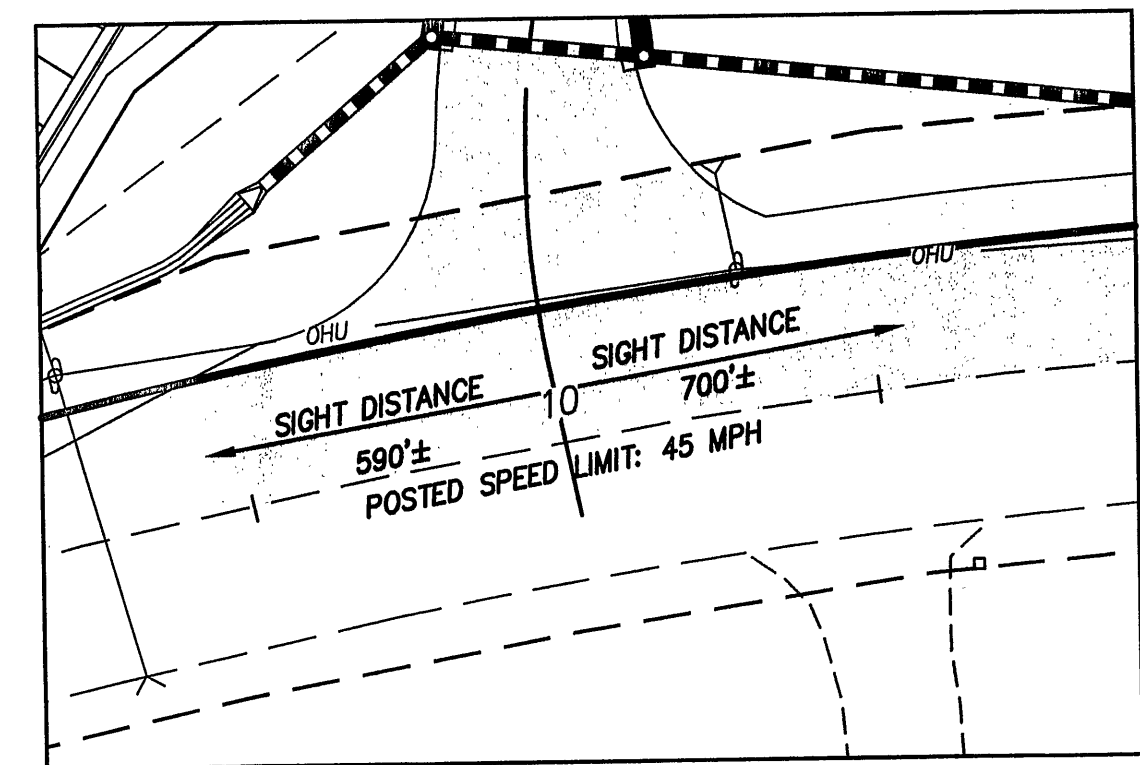 OHU
OHU
SIGHT DISTANCE
700'±
SIGHT DISTANCE
590'±
10
POSTED SPEED LIMIT: 45 MPH